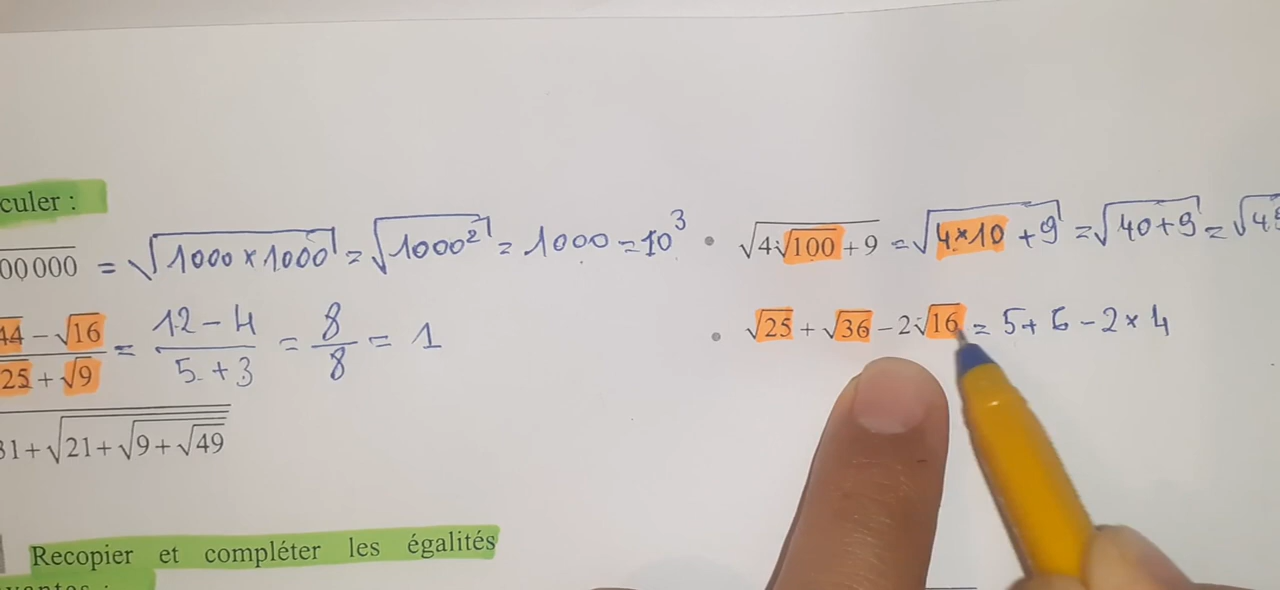 culer :
00 000 = √(1000 × 1000) = √(1000²) = 1000 = 10³
• √(4√100 + 9) = √(4×10 + 9) = √(40+9) = √4
44 − √16 / 25 + √9 = 12 − 4 / 5 + 3 = 8 / 8 = 1
• √25 + √36 − 2√16 = 5 + 6 − 2 × 4
31 + √(21 + √(9 + √49))
Recopier et compléter les égalités